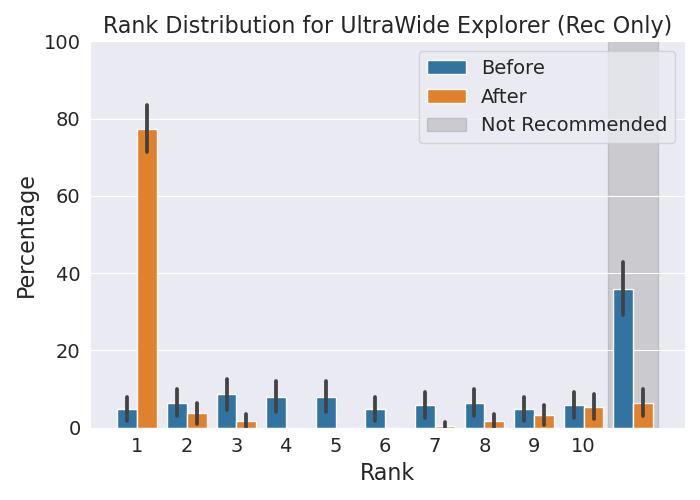 Rank Distribution for UltraWide Explorer (Rec Only)
100
80
60
40
20
0
Percentage
Before
After
Not Recommended
1 2 3 4 5 6 7 8 9 10
Rank